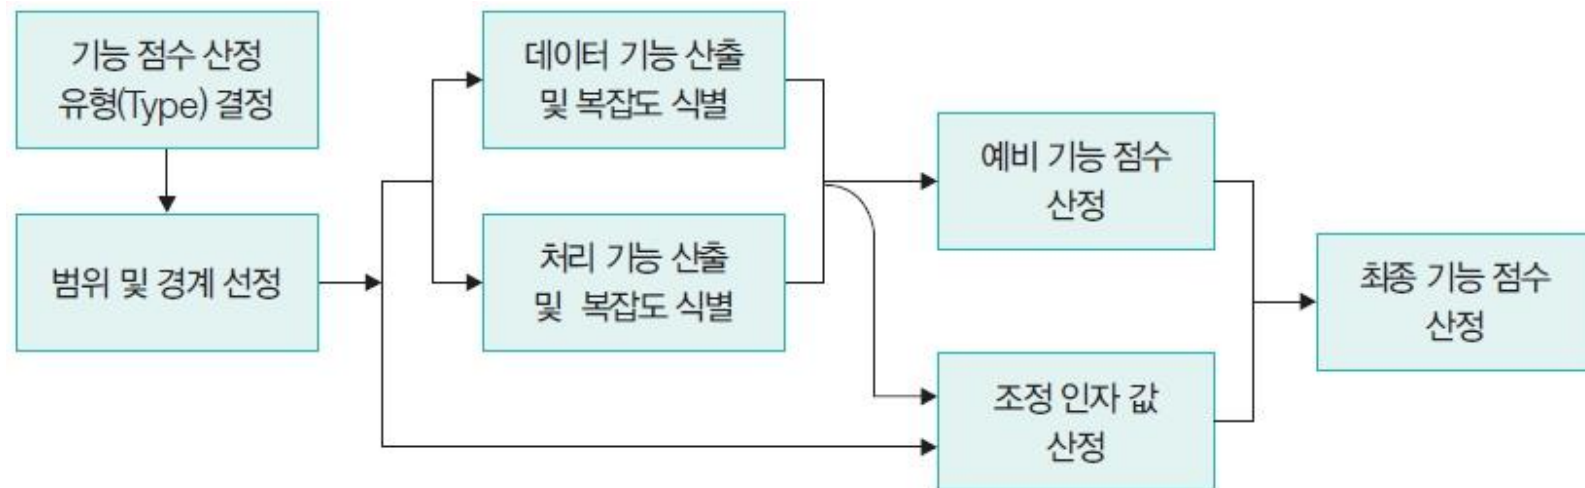 기능 점수 산정
유형(Type) 결정
범위 및 경계 선정
데이터 기능 산출
및 복잡도 식별
처리 기능 산출
및 복잡도 식별
예비 기능 점수
산정
조정 인자 값
산정
최종 기능 점수
산정